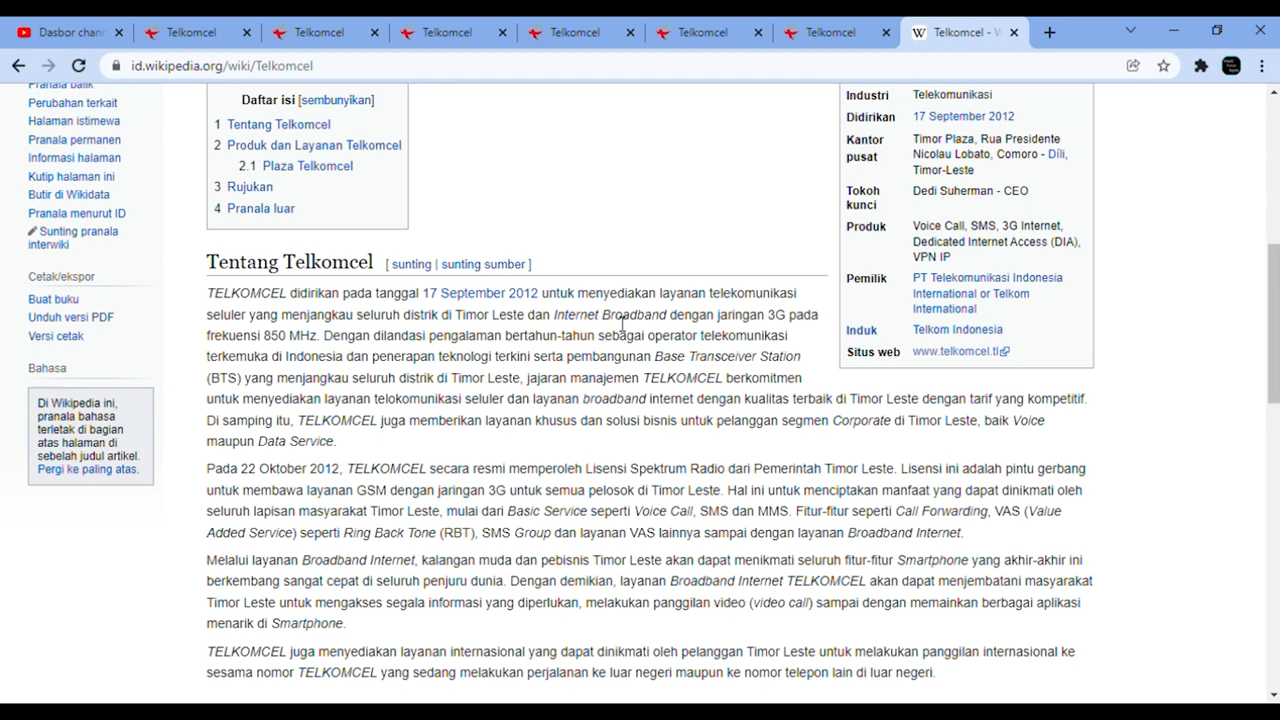 Dasbor chann
Telkomcel
Telkomcel
Telkomcel
Telkomcel
Telkomcel
Telkomcel
W Telkomcel - W
id.wikipedia.org/wiki/Telkomcel
Pranala balik
Perubahan terkait
Halaman istimewa
Pranala permanen
Informasi halaman
Kutip halaman ini
Butir di Wikidata
Pranala menurut ID
Sunting pranala
interwiki
Cetak/ekspor
Buat buku
Unduh versi PDF
Versi cetak
Bahasa
Di Wikipedia ini,
pranala bahasa
terletak di bagian
atas halaman di
sebelah judul artikel.
Pergi ke paling atas.
Daftar isi [sembunyikan]
1 Tentang Telkomcel
2 Produk dan Layanan Telkomcel
2.1 Plaza Telkomcel
3 Rujukan
4 Pranala luar
Industri Telekomunikasi
Didirikan 17 September 2012
Kantor pusat Timor Plaza, Rua Presidente
Nicolau Lobato, Comoro - Díli,
Timor-Leste
Tokoh kunci Dedi Suherman - CEO
Produk Voice Call, SMS, 3G Internet,
Dedicated Internet Access (DIA),
VPN IP
Pemilik PT Telekomunikasi Indonesia
International or Telkom
International
Induk Telkom Indonesia
Situs web www.telkomcel.tl
Tentang Telkomcel [ sunting | sunting sumber ]
TELKOMCEL didirikan pada tanggal 17 September 2012 untuk menyediakan layanan telekomunikasi
seluler yang menjangkau seluruh distrik di Timor Leste dan Internet Broadband dengan jaringan 3G pada
frekuensi 850 MHz. Dengan dilandasi pengalaman bertahun-tahun sebagai operator telekomunikasi
terkemuka di Indonesia dan penerapan teknologi terkini serta pembangunan Base Transceiver Station
(BTS) yang menjangkau seluruh distrik di Timor Leste, jajaran manajemen TELKOMCEL berkomitmen
untuk menyediakan layanan telokomunikasi seluler dan layanan broadband internet dengan kualitas terbaik di Timor Leste dengan tarif yang kompetitif.
Di samping itu, TELKOMCEL juga memberikan layanan khusus dan solusi bisnis untuk pelanggan segmen Corporate di Timor Leste, baik Voice
maupun Data Service.
Pada 22 Oktober 2012, TELKOMCEL secara resmi memperoleh Lisensi Spektrum Radio dari Pemerintah Timor Leste. Lisensi ini adalah pintu gerbang
untuk membawa layanan GSM dengan jaringan 3G untuk semua pelosok di Timor Leste. Hal ini untuk menciptakan manfaat yang dapat dinikmati oleh
seluruh lapisan masyarakat Timor Leste, mulai dari Basic Service seperti Voice Call, SMS dan MMS. Fitur-fitur seperti Call Forwarding, VAS (Value
Added Service) seperti Ring Back Tone (RBT), SMS Group dan layanan VAS lainnya sampai dengan layanan Broadband Internet.
Melalui layanan Broadband Internet, kalangan muda dan pebisnis Timor Leste akan dapat menikmati seluruh fitur-fitur Smartphone yang akhir-akhir ini
berkembang sangat cepat di seluruh penjuru dunia. Dengan demikian, layanan Broadband Internet TELKOMCEL akan dapat menjembatani masyarakat
Timor Leste untuk mengakses segala informasi yang diperlukan, melakukan panggilan video (video call) sampai dengan memainkan berbagai aplikasi
menarik di Smartphone.
TELKOMCEL juga menyediakan layanan internasional yang dapat dinikmati oleh pelanggan Timor Leste untuk melakukan panggilan internasional ke
sesama nomor TELKOMCEL yang sedang melakukan perjalanan ke luar negeri maupun ke nomor telepon lain di luar negeri.